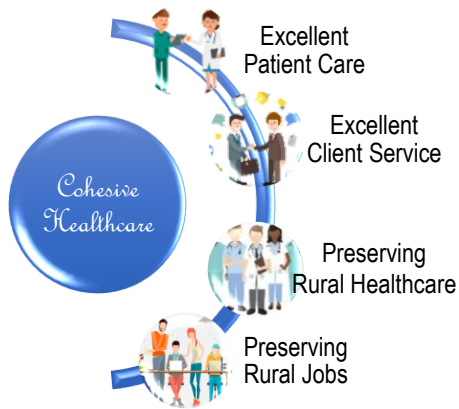 Cohesive
Healthcare
Excellent
Patient Care
Excellent
Client Service
Preserving
Rural Healthcare
Preserving
Rural Jobs